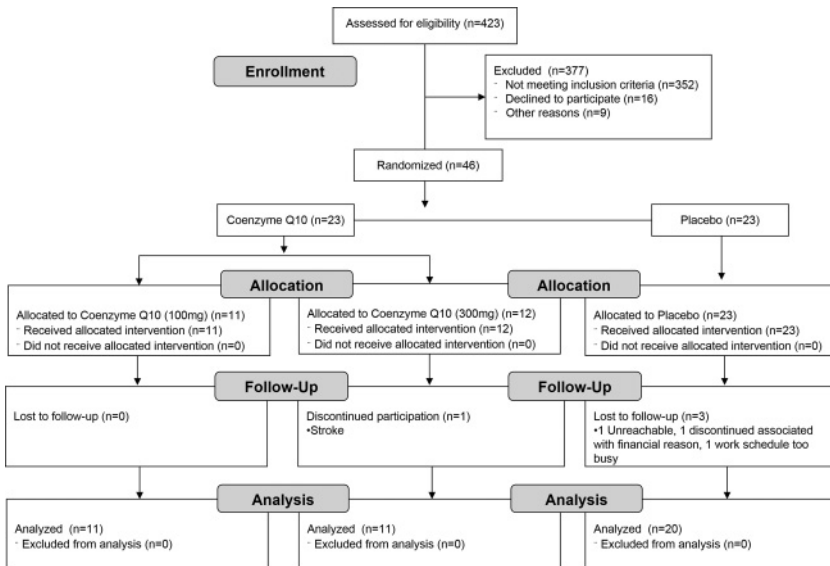 Assessed for eligibility (n=423)
Enrollment
Excluded (n=377)
- Not meeting inclusion criteria (n=352)
- Declined to participate (n=16)
- Other reasons (n=9)
Randomized (n=46)
Coenzyme Q10 (n=23)
Placebo (n=23)
Allocation
Allocation
Allocated to Coenzyme Q10 (100mg) (n=11)
- Received allocated intervention (n=11)
- Did not receive allocated intervention (n=0)
Allocated to Coenzyme Q10 (300mg) (n=12)
- Received allocated intervention (n=12)
- Did not receive allocated intervention (n=0)
Allocated to Placebo (n=23)
- Received allocated intervention (n=23)
- Did not receive allocated intervention (n=0)
Follow-Up
Follow-Up
Lost to follow-up (n=0)
Discontinued participation (n=1)
•Stroke
Lost to follow-up (n=3)
•1 Unreachable, 1 discontinued associated
with financial reason, 1 work schedule too
busy
Analysis
Analysis
Analyzed (n=11)
- Excluded from analysis (n=0)
Analyzed (n=11)
- Excluded from analysis (n=0)
Analyzed (n=20)
- Excluded from analysis (n=0)